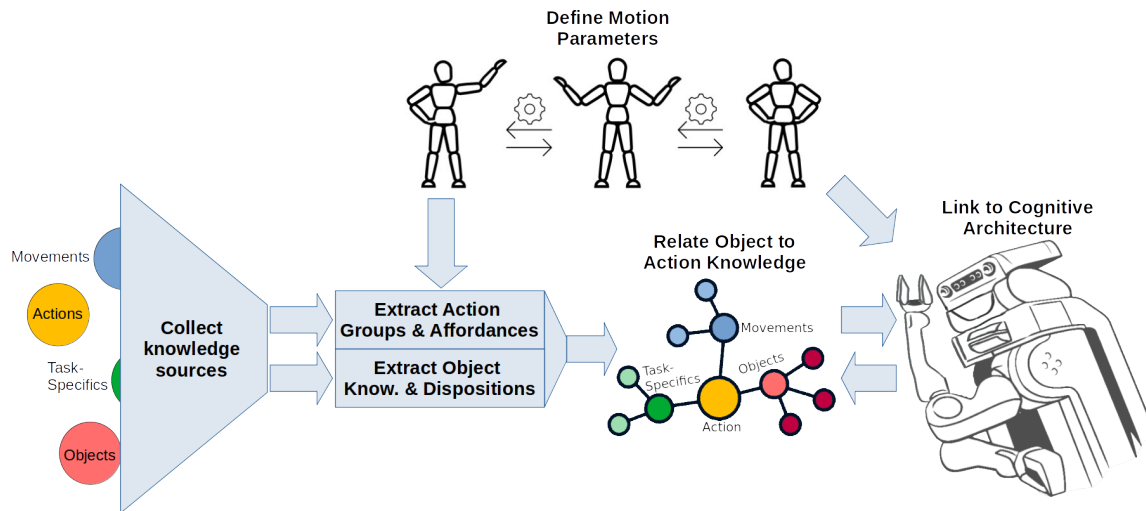 Define Motion
Parameters
Link to Cognitive
Architecture
Relate Object to
Action Knowledge
Movements
Actions
Task-
Specifics
Objects
Collect
knowledge
sources
Extract Action
Groups & Affordances
Extract Object
Know. & Dispositions
Movements
Task-
Specifics
Objects
Action